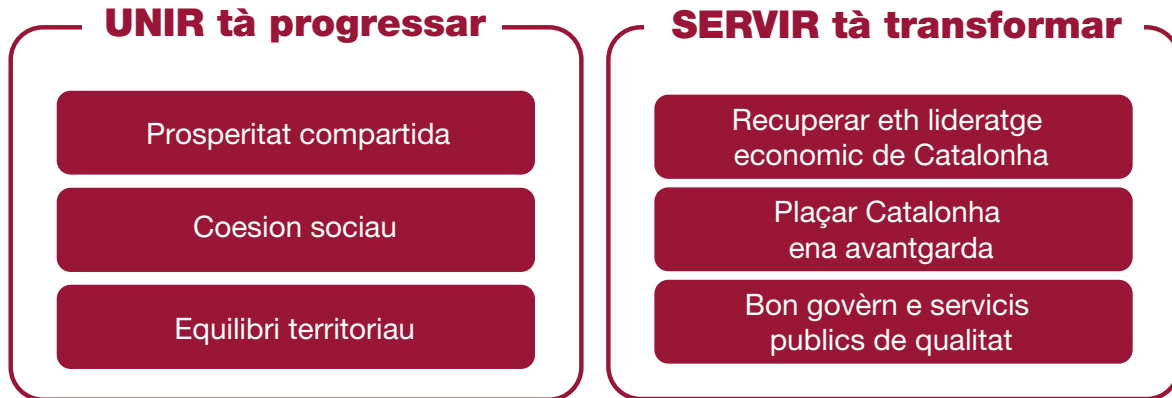 UNIR tà progressar
Prosperitat compartida
Coesion sociau
Equilibri territoriau
SERVIR tà transformar
Recuperar eth lideratge
economic de Catalonha
Plaçar Catalonha
ena avantgarda
Bon govèrn e servicis
publics de qualitat